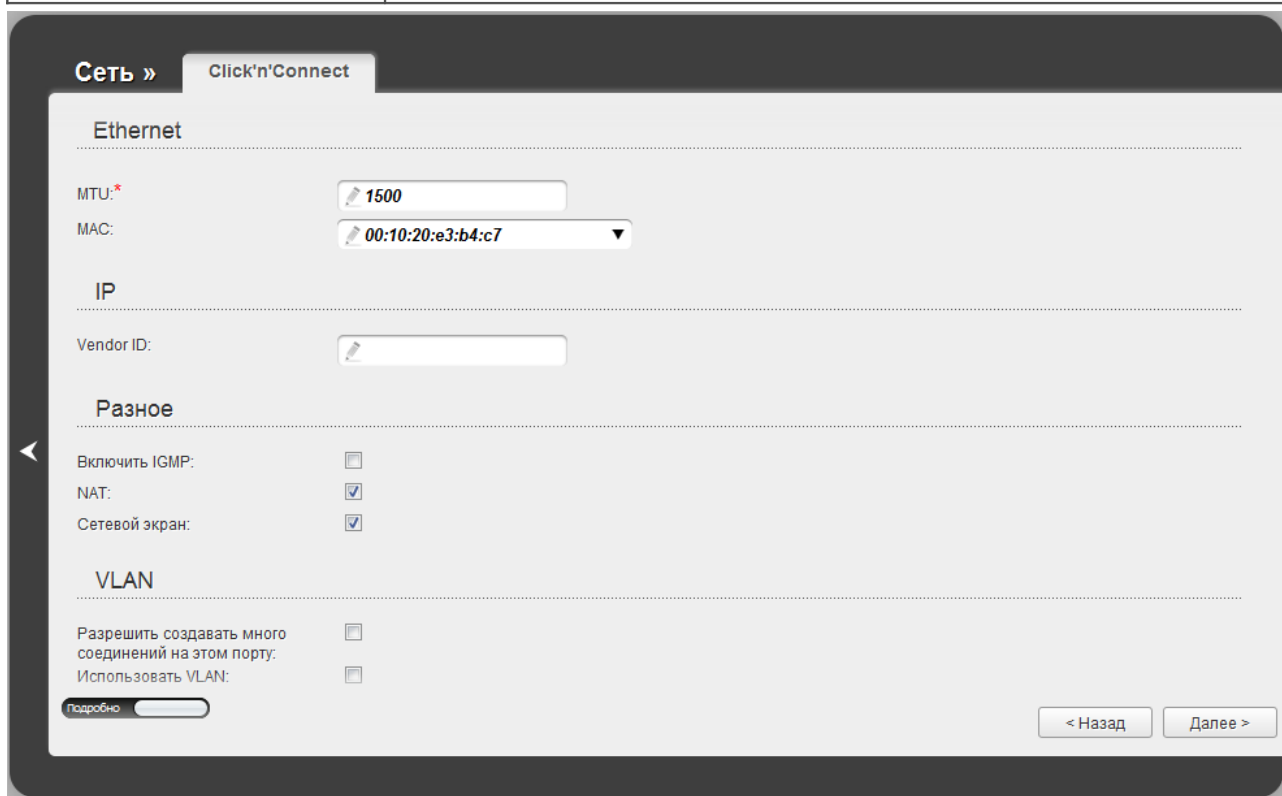 Сеть »
Click'n'Connect
Ethernet
MTU:*
1500
MAC:
00:10:20:e3:b4:c7
IP
Vendor ID:
Разное
Включить IGMP:
NAT:
Сетевой экран:
VLAN
Разрешить создавать много
соединений на этом порту:
Использовать VLAN:
Подробно
< Назад
Далее >